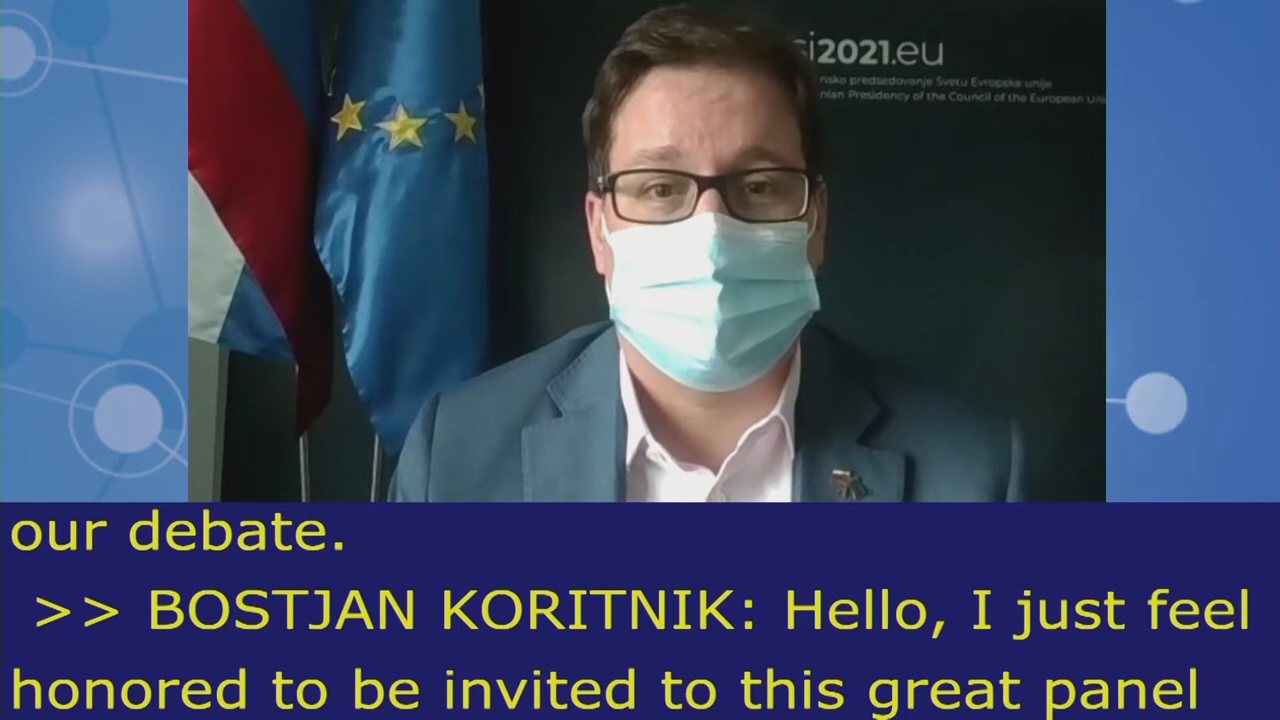 si2021.eu
nsko predsedovanje Svetu Evropske unije
nian Presidency of the Council of the European Uni
our debate.
>> BOSTJAN KORITNIK: Hello, I just feel
honored to be invited to this great panel